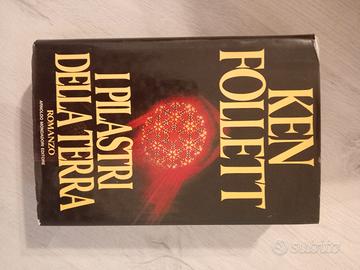 KEN
FOLLETT
I PILASTRI
DELLA TERRA
ROMANZO
ARNOLDO MONDADORI EDITORE
subito